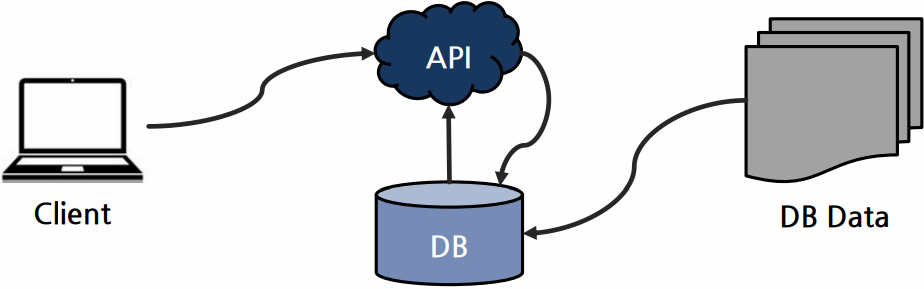 API
Client
DB
DB Data